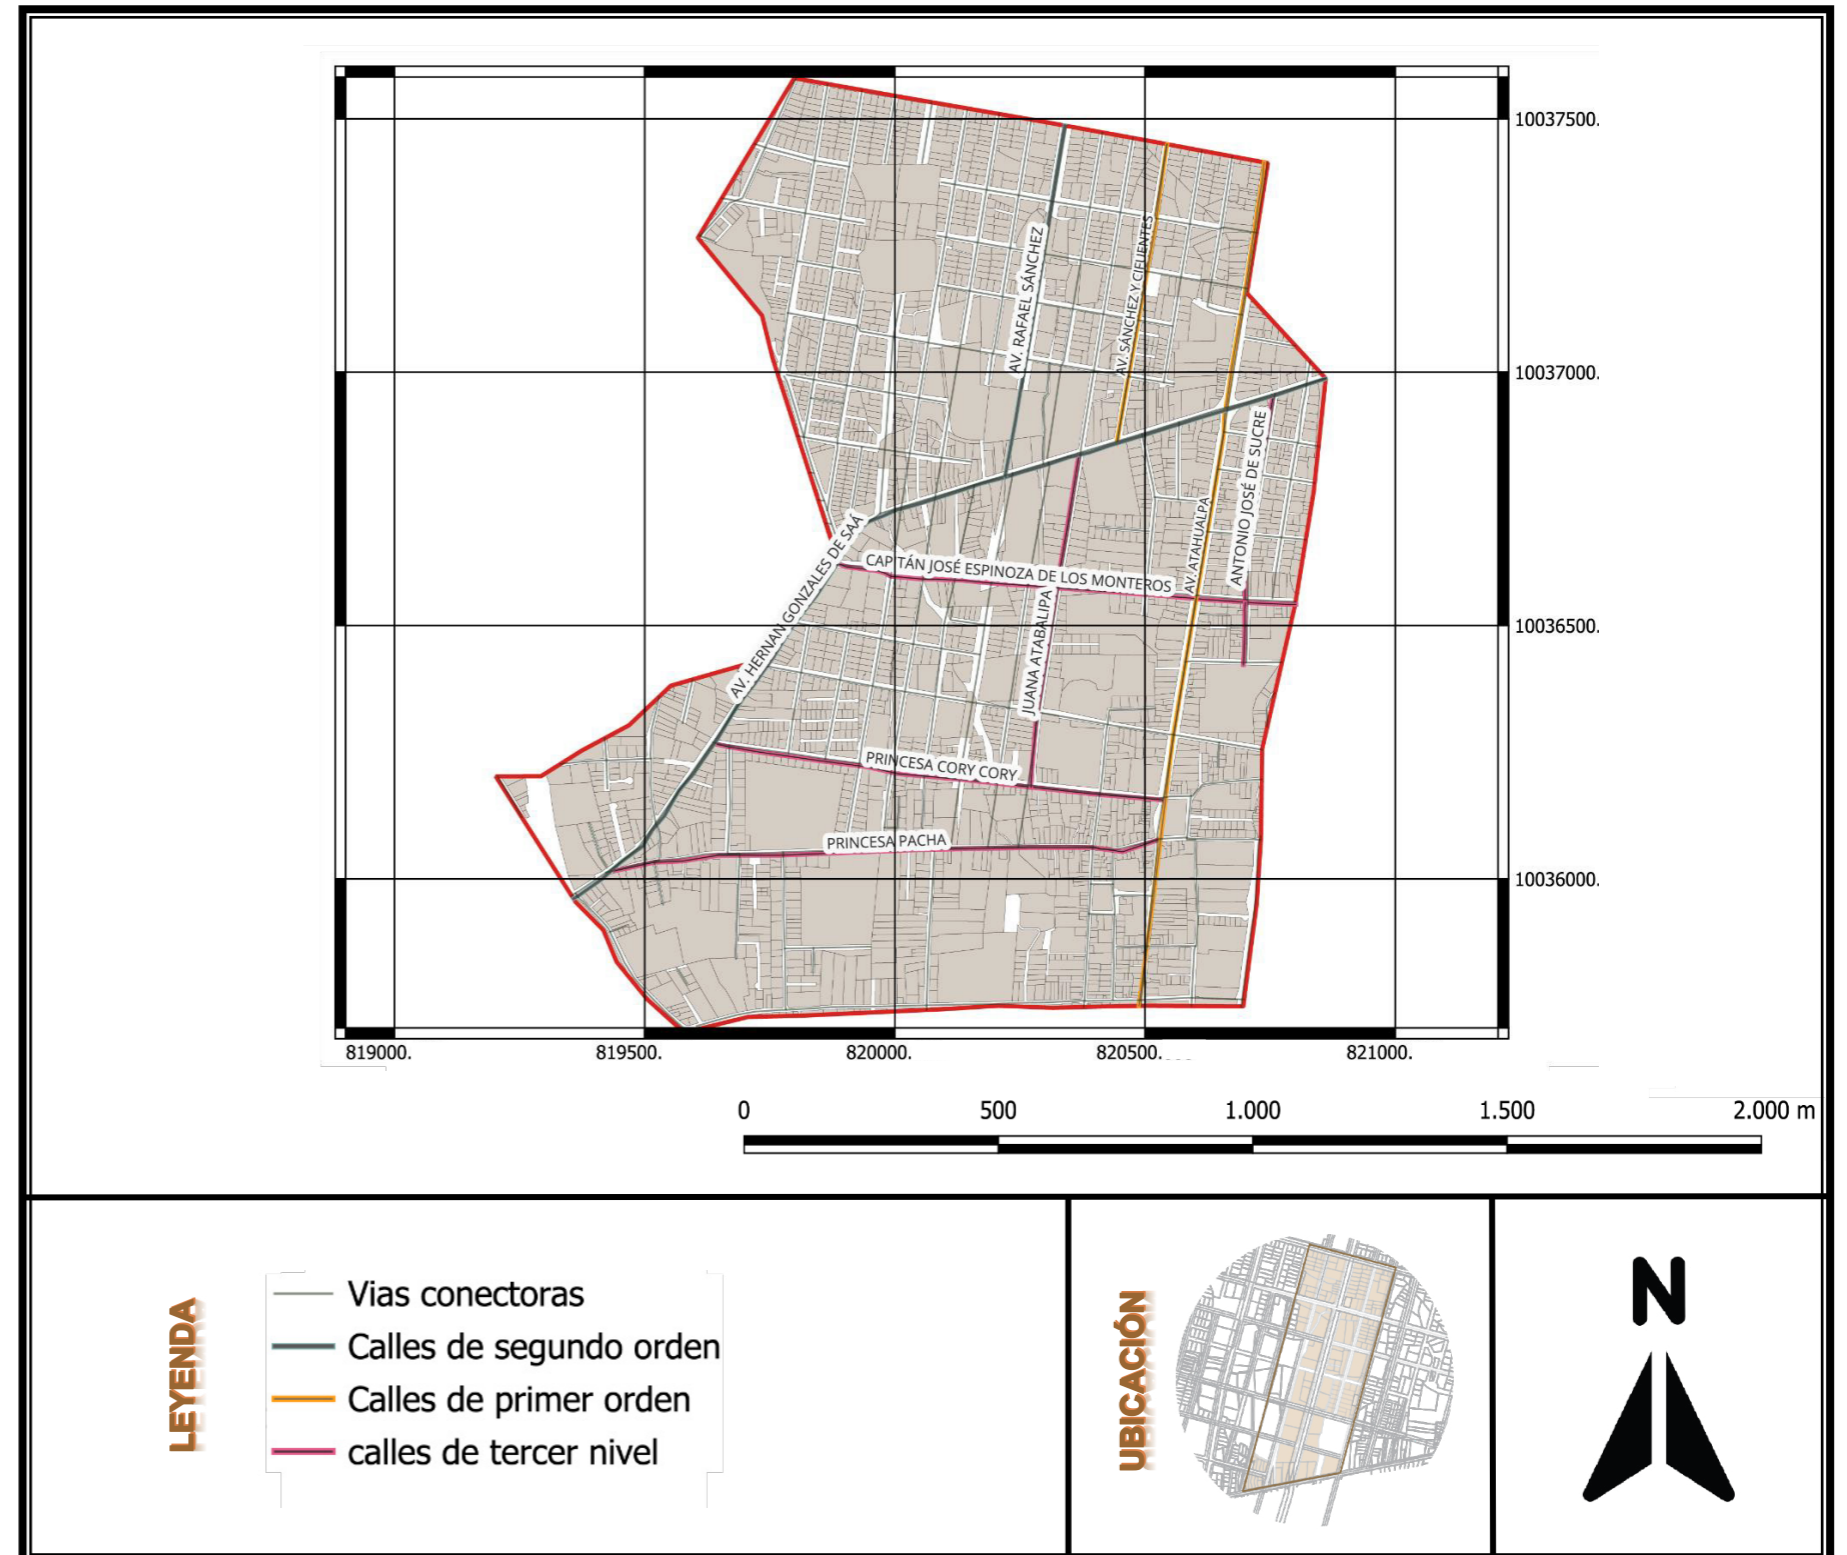 10037500.
AV. RAFAEL SÁNCHEZ
AV. SÁNCHEZ Y CIFUENTES
10037000.
ANTONIO JOSÉ DE SUCRE
AV. ATAHUALPA
AV. HERNAN GONZALES DE SAÁ
CAPITÁN JOSÉ ESPINOZA DE LOS MONTEROS
10036500.
JUANA ATABALIPA
PRINCESA CORY CORY
PRINCESA PACHA
10036000.
819000. 819500. 820000. 820500. 821000.
0 500 1.000 1.500 2.000 m
LEYENDA
Vias conectoras
Calles de segundo orden
Calles de primer orden
calles de tercer nivel
UBICACIÓN
N